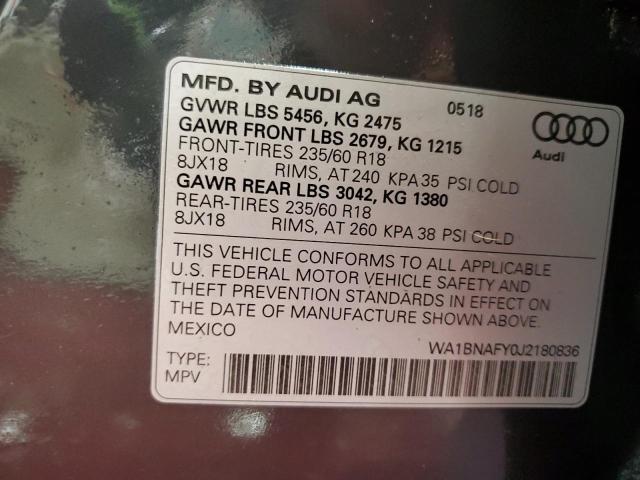 MFD. BY AUDI AG 0518
GVWR LBS 5456, KG 2475
GAWR FRONT LBS 2679, KG 1215
FRONT-TIRES 235/60 R18
8JX18 RIMS, AT 240 KPA 35 PSI COLD
GAWR REAR LBS 3042, KG 1380
REAR-TIRES 235/60 R18
8JX18 RIMS, AT 260 KPA 38 PSI COLD
Audi
THIS VEHICLE CONFORMS TO ALL APPLICABLE
U.S. FEDERAL MOTOR VEHICLE SAFETY AND
THEFT PREVENTION STANDARDS IN EFFECT ON
THE DATE OF MANUFACTURE SHOWN ABOVE.
MEXICO
WA1BNAFY0J2180836
TYPE:
MPV